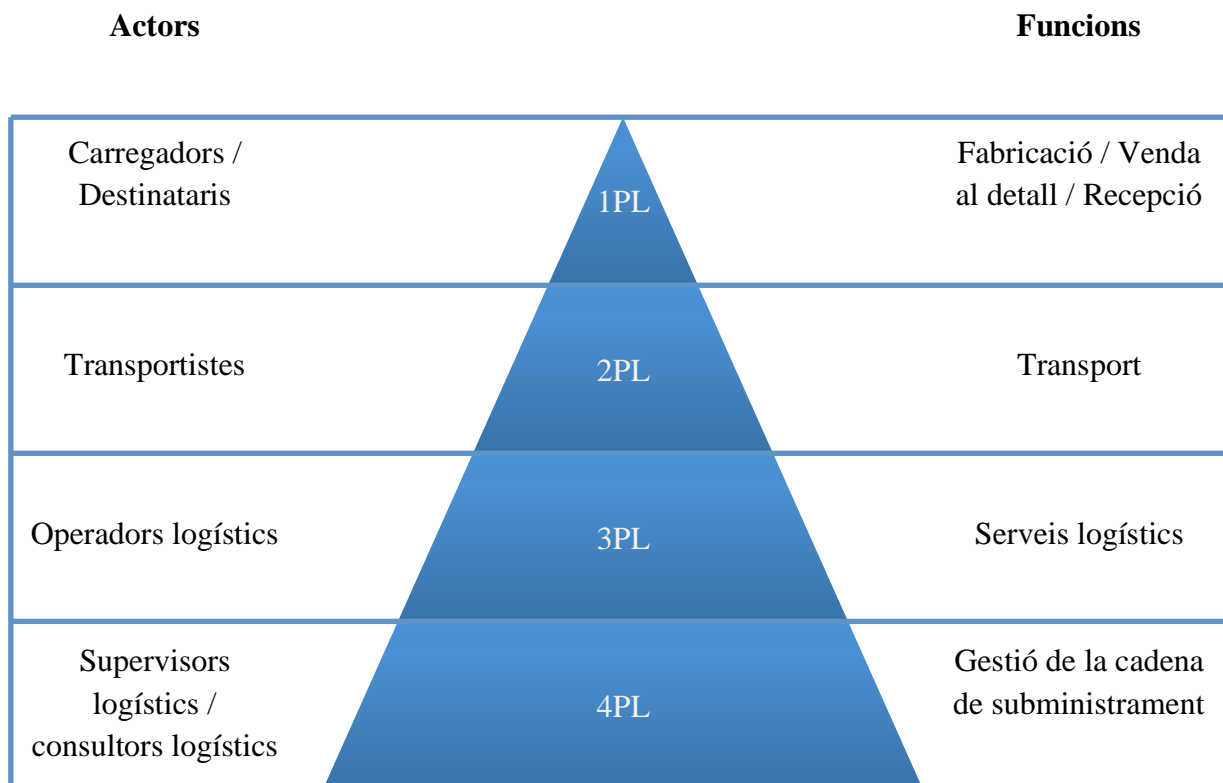 Actors
Funcions
Carregadors /
Destinataris
1PL
Fabricació / Venda
al detall / Recepció
Transportistes
2PL
Transport
Operadors logístics
3PL
Serveis logístics
Supervisors
logístics /
consultors logístics
4PL
Gestió de la cadena
de subministrament